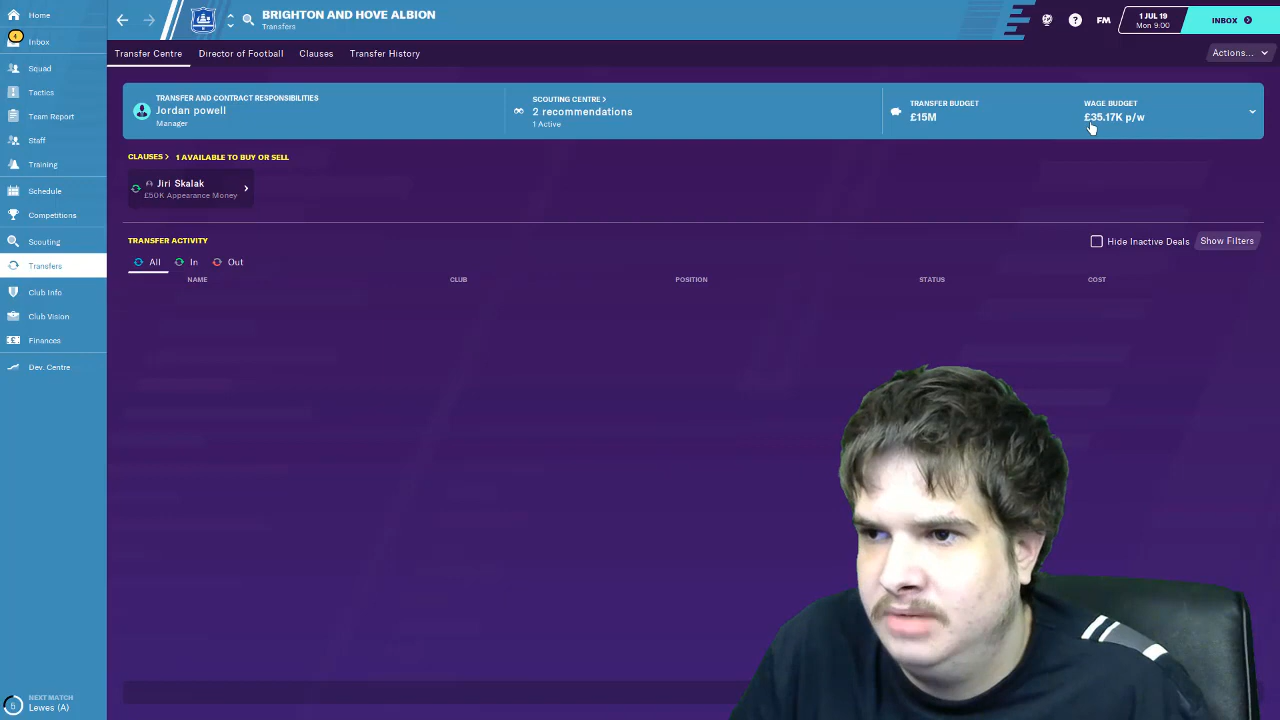 BRIGHTON AND HOVE ALBION
Transfers
FM
1 JUL 19
Mon 9:00
INBOX
Home
4
Inbox
Squad
Tactics
Team Report
Staff
Training
Schedule
Competitions
Scouting
Transfers
Club Info
Club Vision
Finances
Dev. Centre
5
NEXT MATCH
Lewes (A)
Transfer Centre
Director of Football
Clauses
Transfer History
Actions...
TRANSFER AND CONTRACT RESPONSIBILITIES
Jordan powell
Manager
SCOUTING CENTRE >
2 recommendations
1 Active
TRANSFER BUDGET
£15M
WAGE BUDGET
£35.17K p/w
CLAUSES > 1 AVAILABLE TO BUY OR SELL
Jiri Skalak
£50K Appearance Money
TRANSFER ACTIVITY
Hide Inactive Deals
Show Filters
All
In
Out
NAME
CLUB
POSITION
STATUS
COST